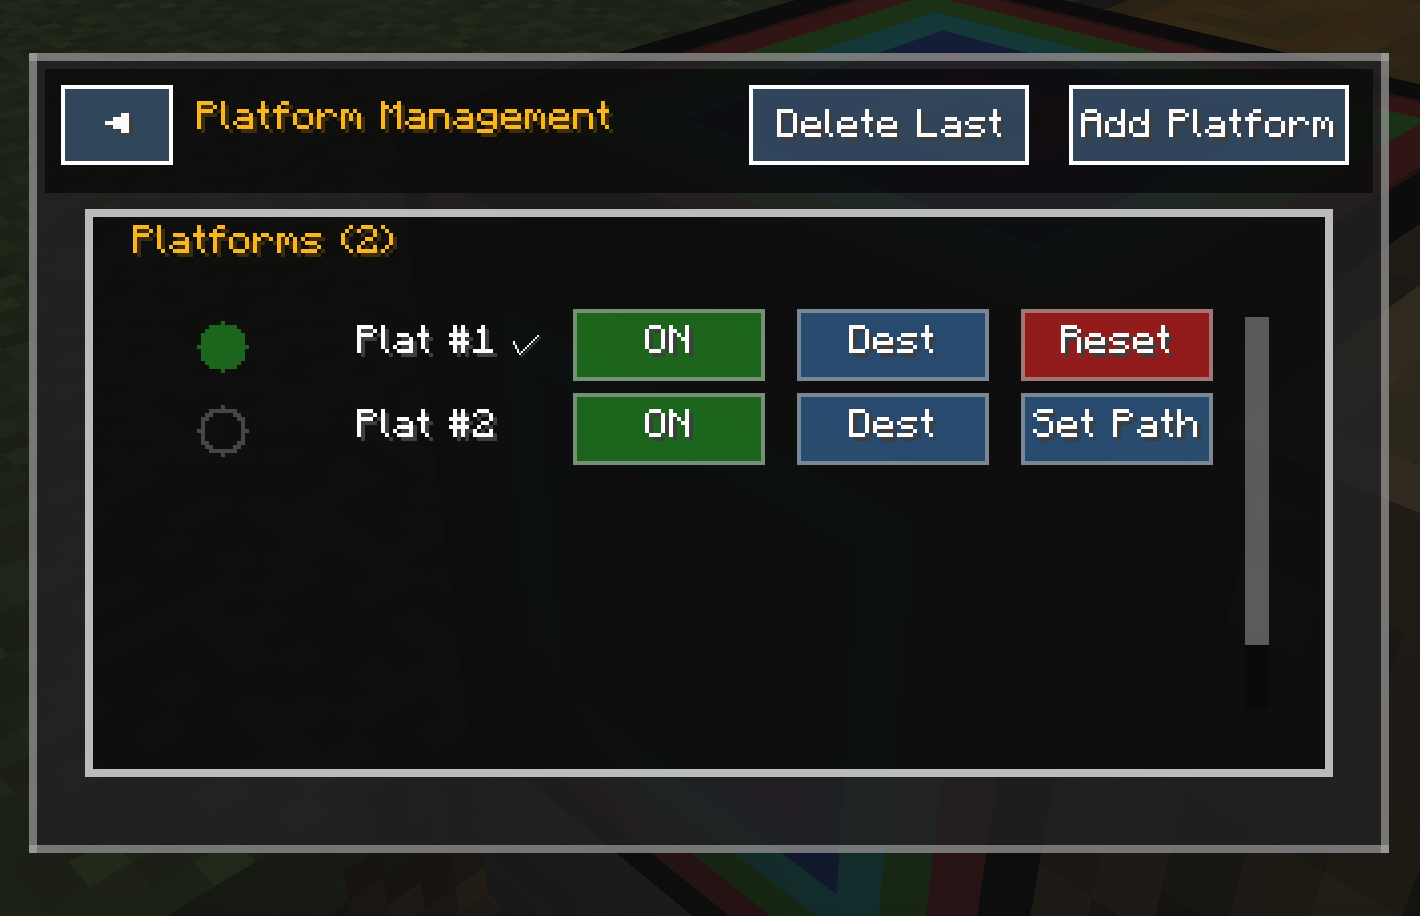 Platform Management
Delete Last
Add Platform
Platforms (2)
Plat #1 ✓
ON
Dest
Reset
Plat #2
ON
Dest
Set Path